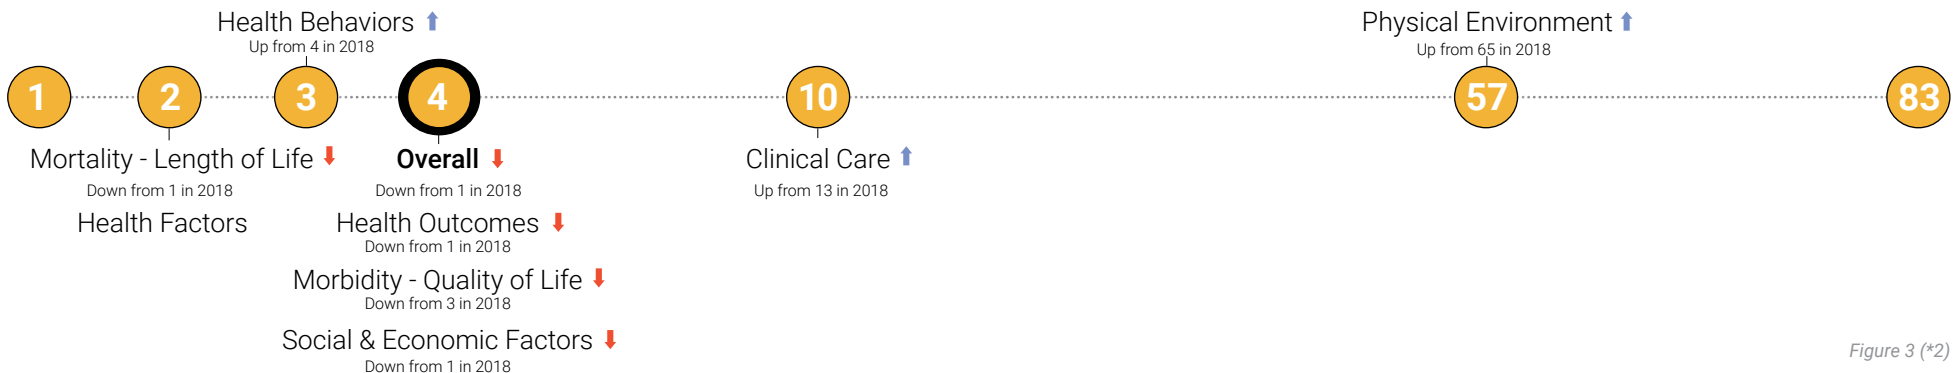 Health Behaviors
Up from 4 in 2018
Physical Environment
Up from 65 in 2018
1
2
3
4
10
57
83
Mortality - Length of Life
Down from 1 in 2018
Health Factors
Overall
Down from 1 in 2018
Health Outcomes
Down from 1 in 2018
Morbidity - Quality of Life
Down from 3 in 2018
Social & Economic Factors
Down from 1 in 2018
Clinical Care
Up from 13 in 2018
Figure 3 (*2)